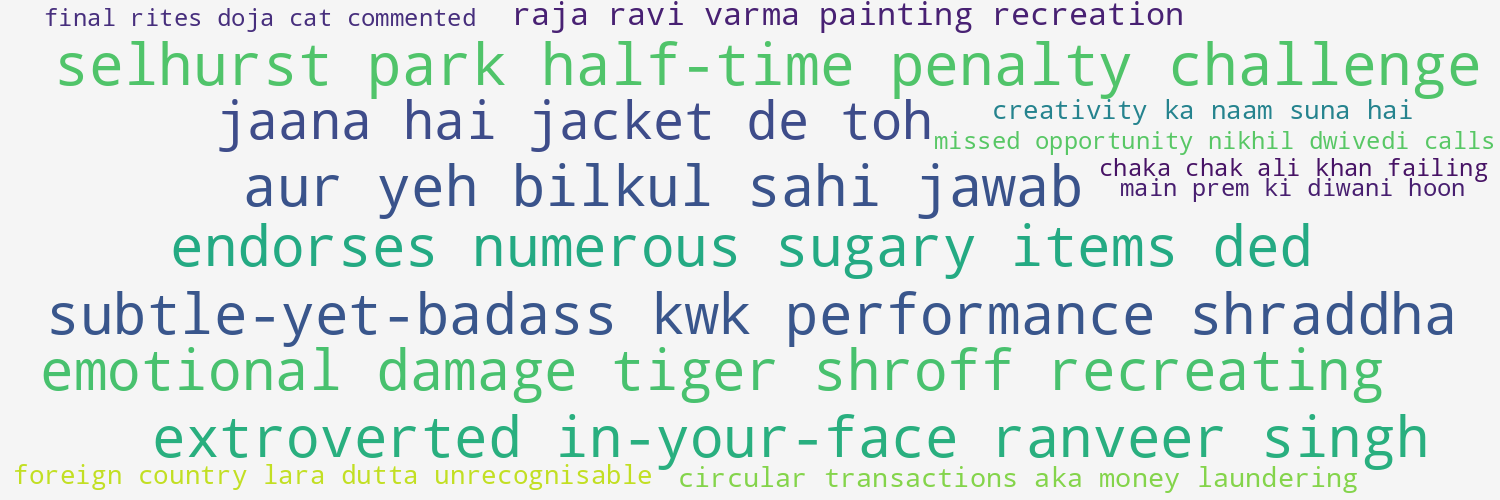 final rites doja cat commented
raja ravi varma painting recreation
selhurst park half-time penalty challenge
jaana hai jacket de toh
creativity ka naam suna hai
missed opportunity nikhil dwivedi calls
aur yeh bilkul sahi jawab
chaka chak ali khan failing
main prem ki diwani hoon
endorses numerous sugary items ded
subtle-yet-badass kwk performance shraddha
emotional damage tiger shroff recreating
extroverted in-your-face ranveer singh
foreign country lara dutta unrecognisable
circular transactions aka money laundering